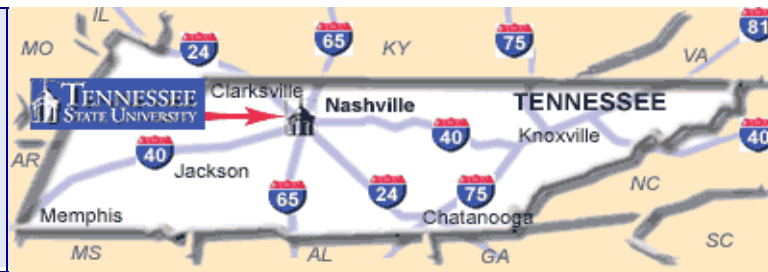 IL
MO
24
65
KY
75
81
VA
TENNESSEE
STATE UNIVERSITY
Clarksville
Nashville
TENNESSEE
40
Knoxville
40
AR
40
Jackson
65
24
75
NC
Memphis
Chatanooga
SC
MS
AL
GA